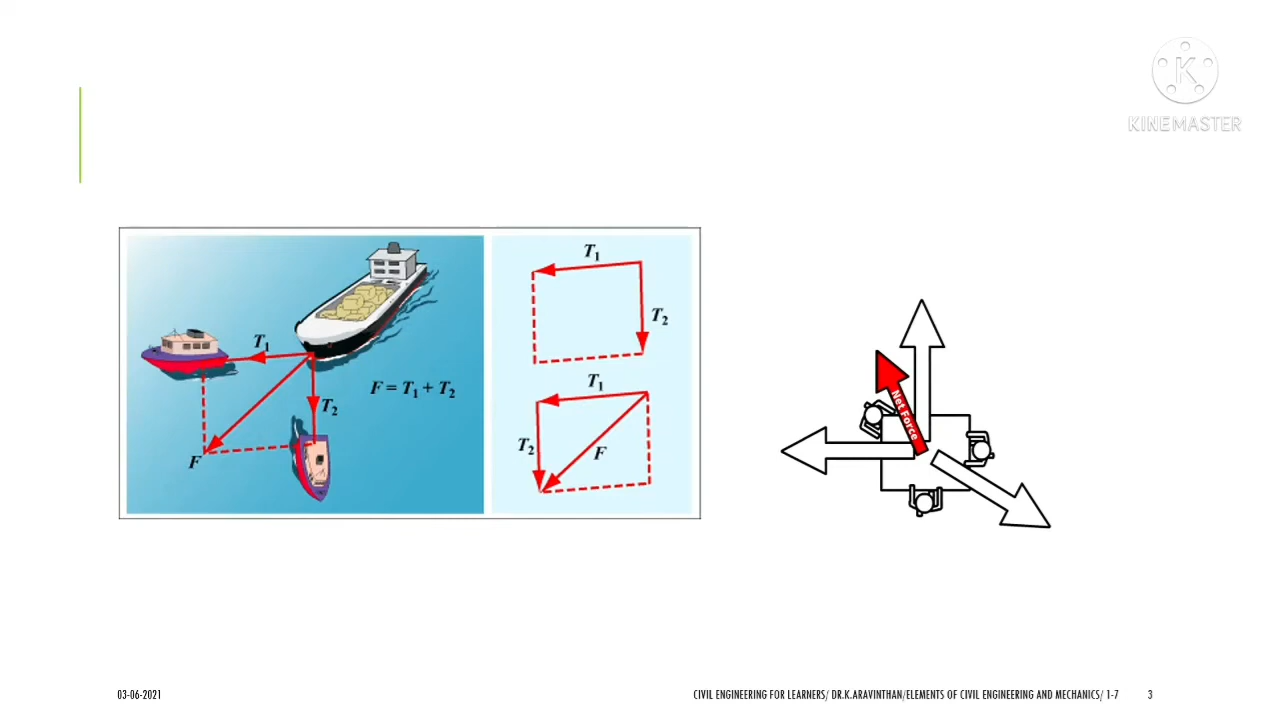 KINEMASTER
T1
T2
F = T1 + T2
F
T1
T2
T1
T2
F
Net Force
03-06-2021
CIVIL ENGINEERING FOR LEARNERS/ DR.K.ARAVINTHAN/ELEMENTS OF CIVIL ENGINEERING AND MECHANICS/ 1-7
3